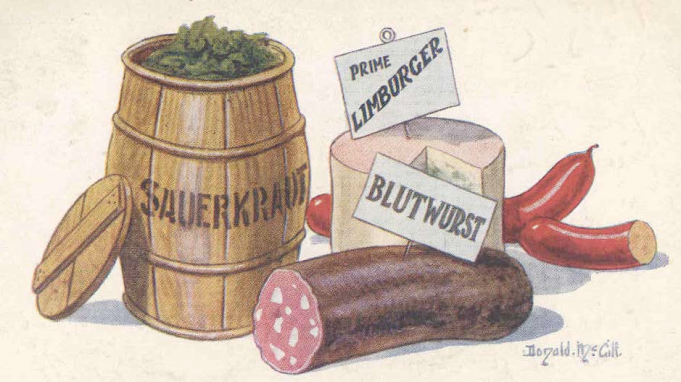 SAUERKRAUT
PRIME
LIMBURGER
BLUTWURST
Donald McGill.